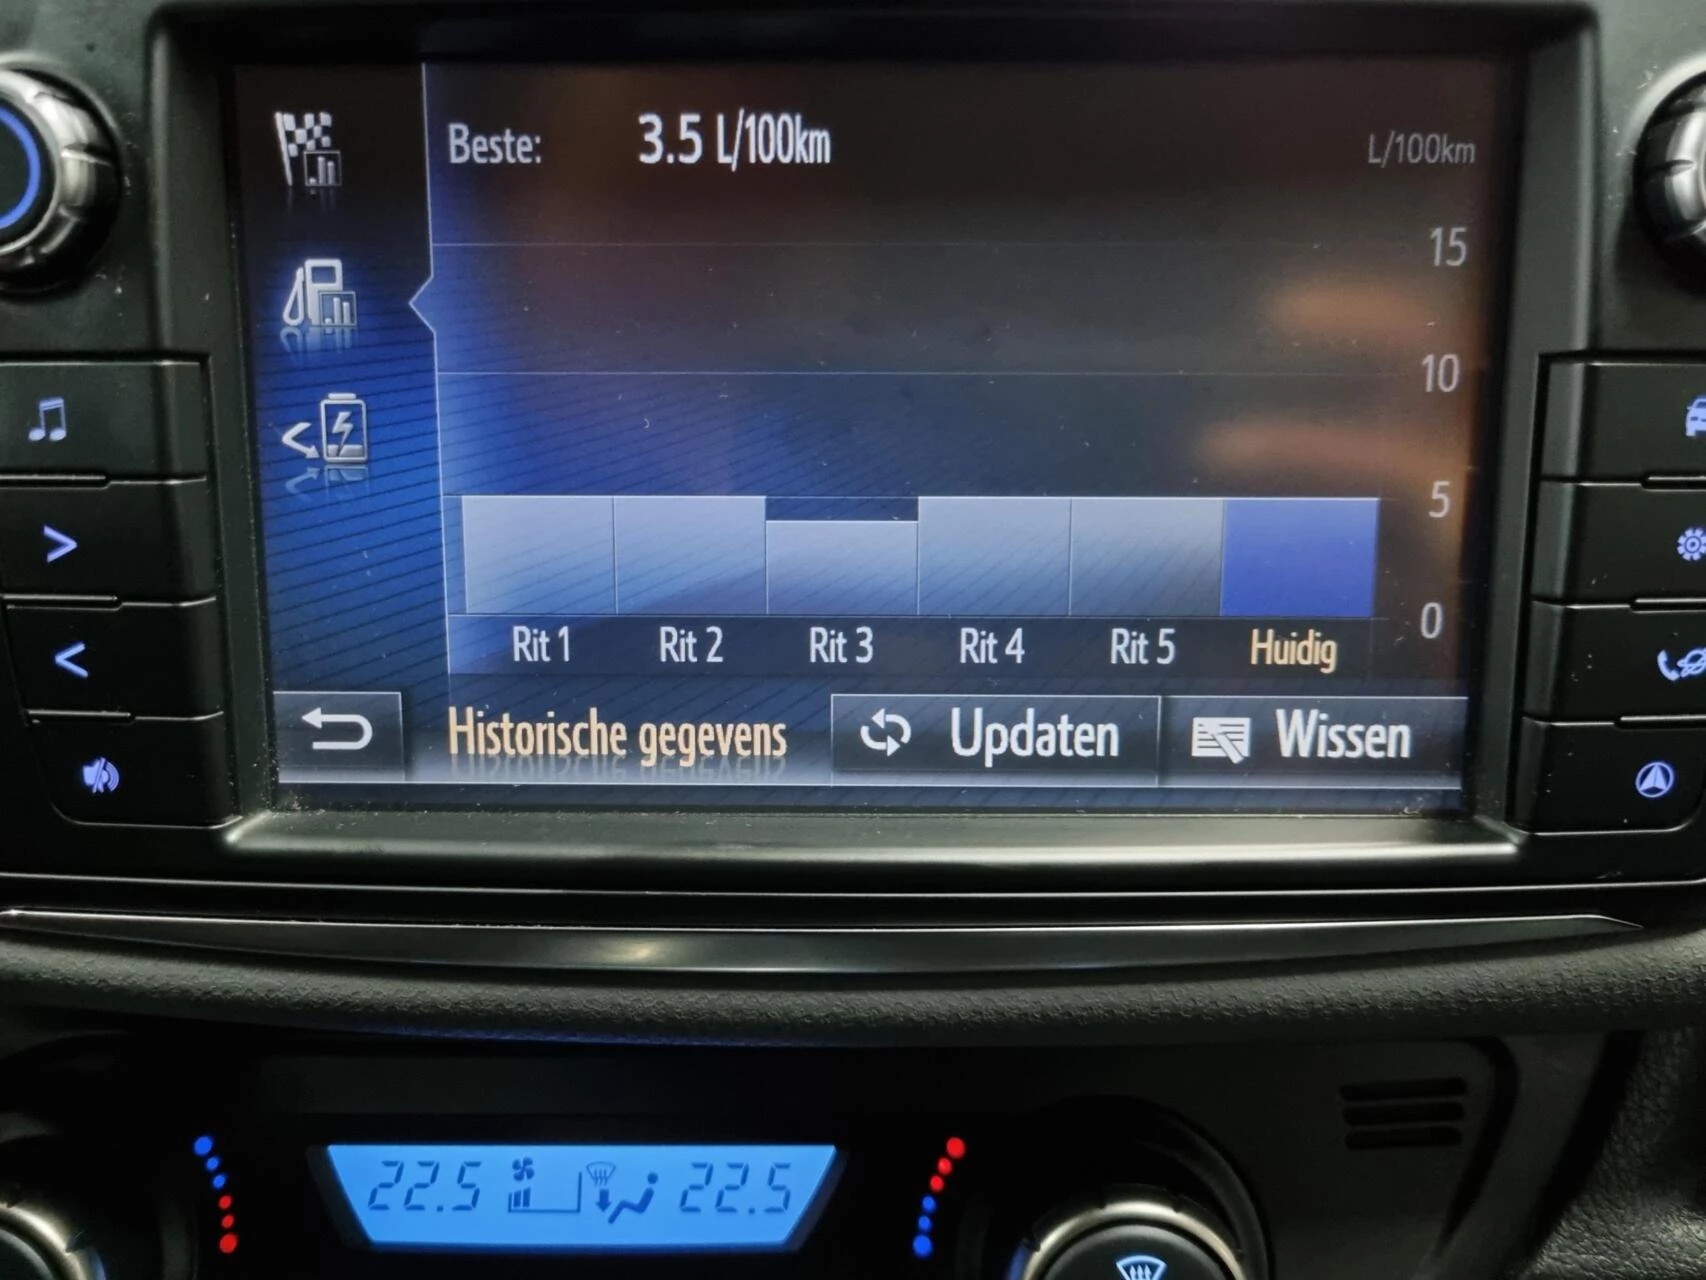 Beste: 3.5 L/100km
L/100km
15
10
5
0
Rit 1 Rit 2 Rit 3 Rit 4 Rit 5 Huidig
Historische gegevens Updaten Wissen
22.5 22.5